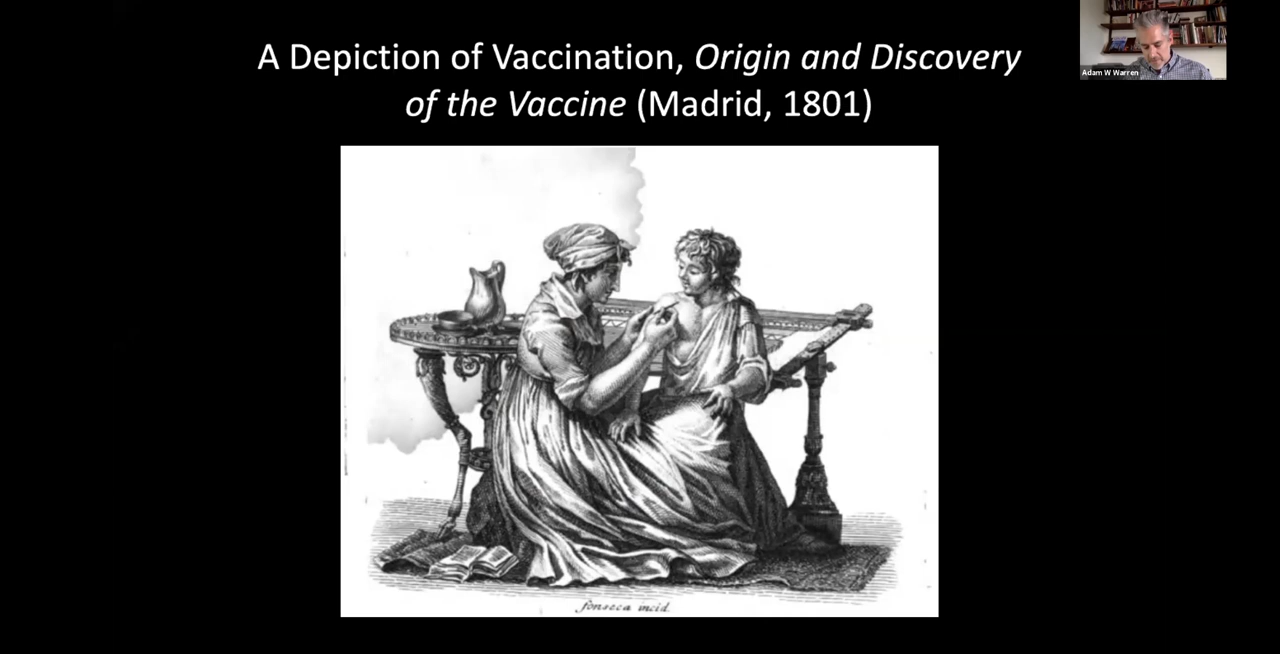 A Depiction of Vaccination, Origin and Discovery
of the Vaccine (Madrid, 1801)
Adam W Warren
fonseca incid.